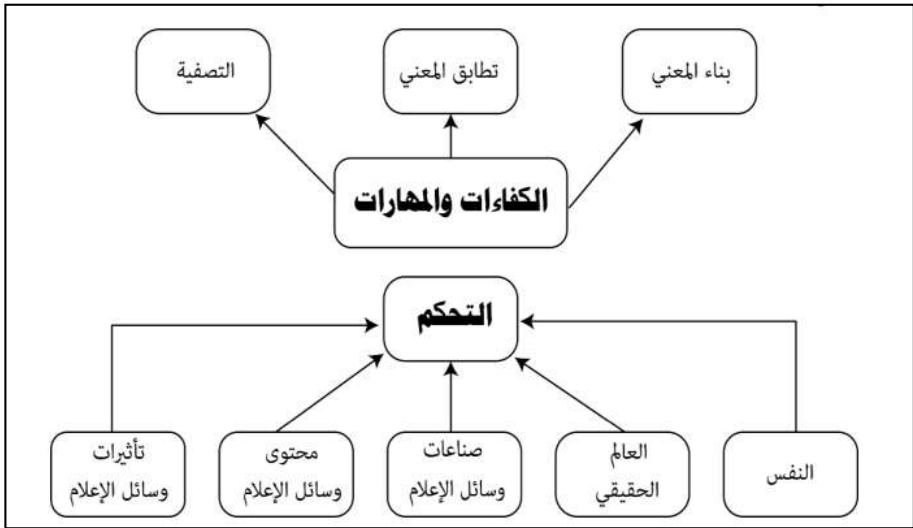 بناء المعني
تطابق المعني
التصفية
الكفاءات والمهارات
التحكم
النفس
العالم
الحقيقي
صناعات
وسائل الإعلام
محتوى
وسائل الإعلام
تأثيرات
وسائل الإعلام